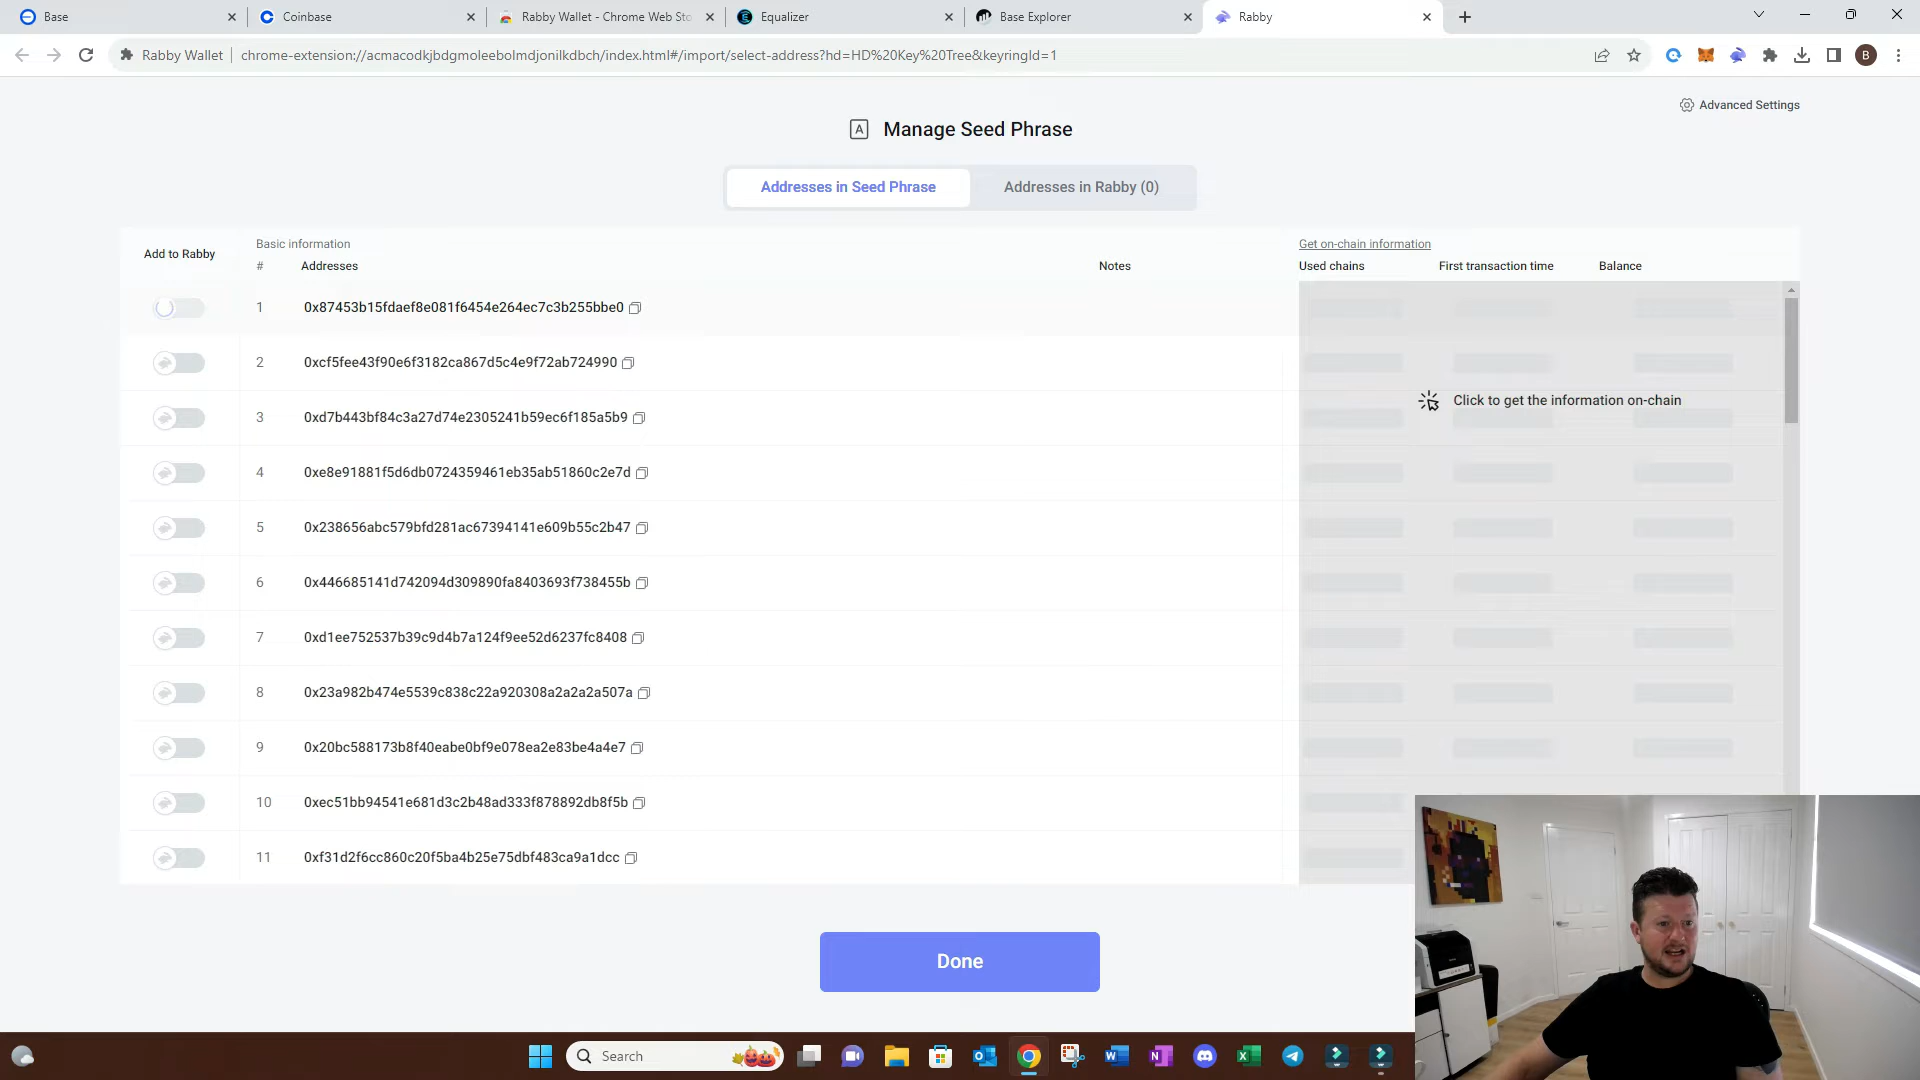 Base
Coinbase
Rabby Wallet - Chrome Web Sto
Equalizer
Base Explorer
Rabby
Rabby Wallet
chrome-extension://acmacodkjbdgmoleebolmdjonilkdbch/index.html#/import/select-address?hd=HD%20Key%20Tree&keyringId=1
B
Advanced Settings
A
Manage Seed Phrase
Addresses in Seed Phrase
Addresses in Rabby (0)
Add to Rabby
Basic information
Get on-chain information
# Addresses Notes Used chains First transaction time Balance
1 0x87453b15fdaef8e081f6454e264ec7c3b255bbe0
2 0xcf5fee43f90e6f3182ca867d5c4e9f72ab724990
3 0xd7b443bf84c3a27d74e2305241b59ec6f185a5b9
Click to get the information on-chain
4 0xe8e91881f5d6db0724359461eb35ab51860c2e7d
5 0x238656abc579bfd281ac67394141e609b55c2b47
6 0x446685141d742094d309890fa8403693f738455b
7 0xd1ee752537b39c9d4b7a124f9ee52d6237fc8408
8 0x23a982b474e5539c838c22a920308a2a2a2a507a
9 0x20bc588173b8f40eabe0bf9e078ea2e83be4a4e7
10 0xec51bb94541e681d3c2b48ad333f878892db8f5b
11 0xf31d2f6cc860c20f5ba4b25e75dbf483ca9a1dcc
Done
Search